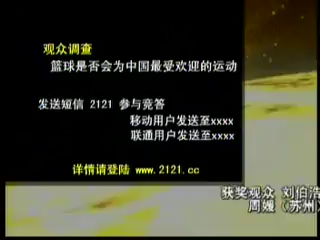 观众调查
篮球是否会为中国最受欢迎的运动
发送短信 2121 参与竞答
移动用户发送至xxxx
联通用户发送至xxxx
详情请登陆 www.2121.cc
获奖观众 刘伯浩
周媛（苏州）